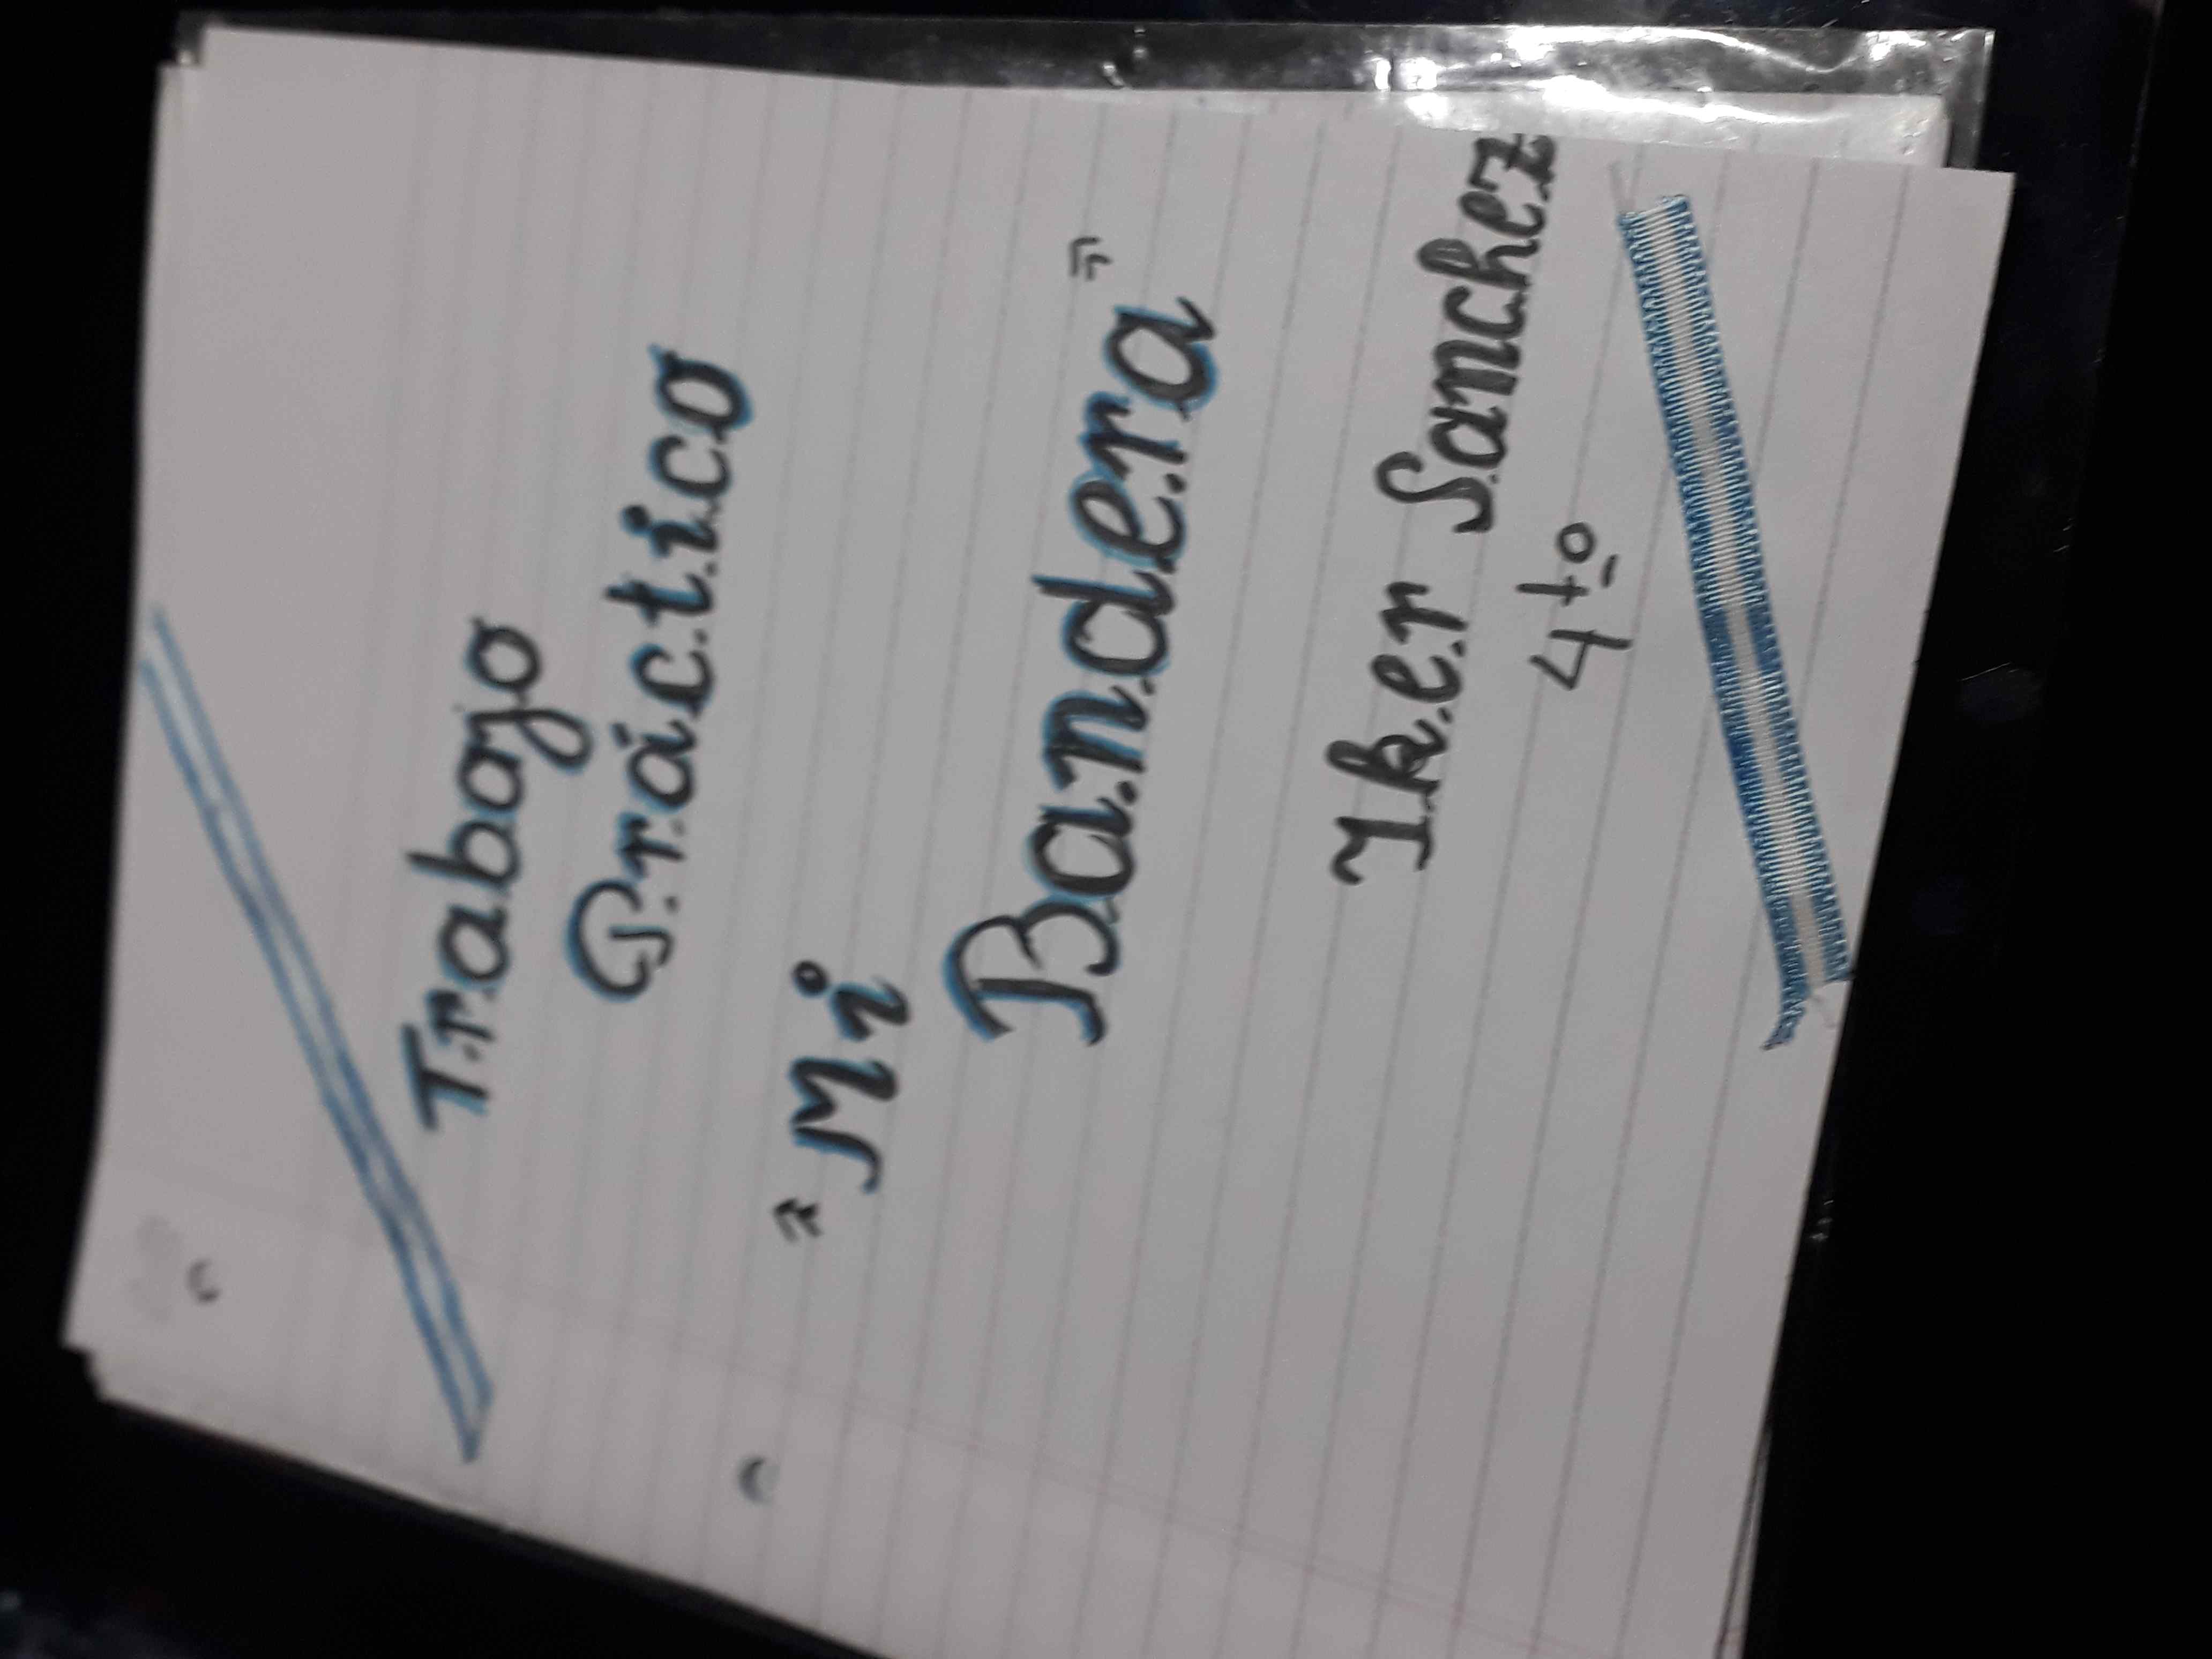 Trabajo
Práctico
"Mi
Bandera"
Iker Sanchez
4to